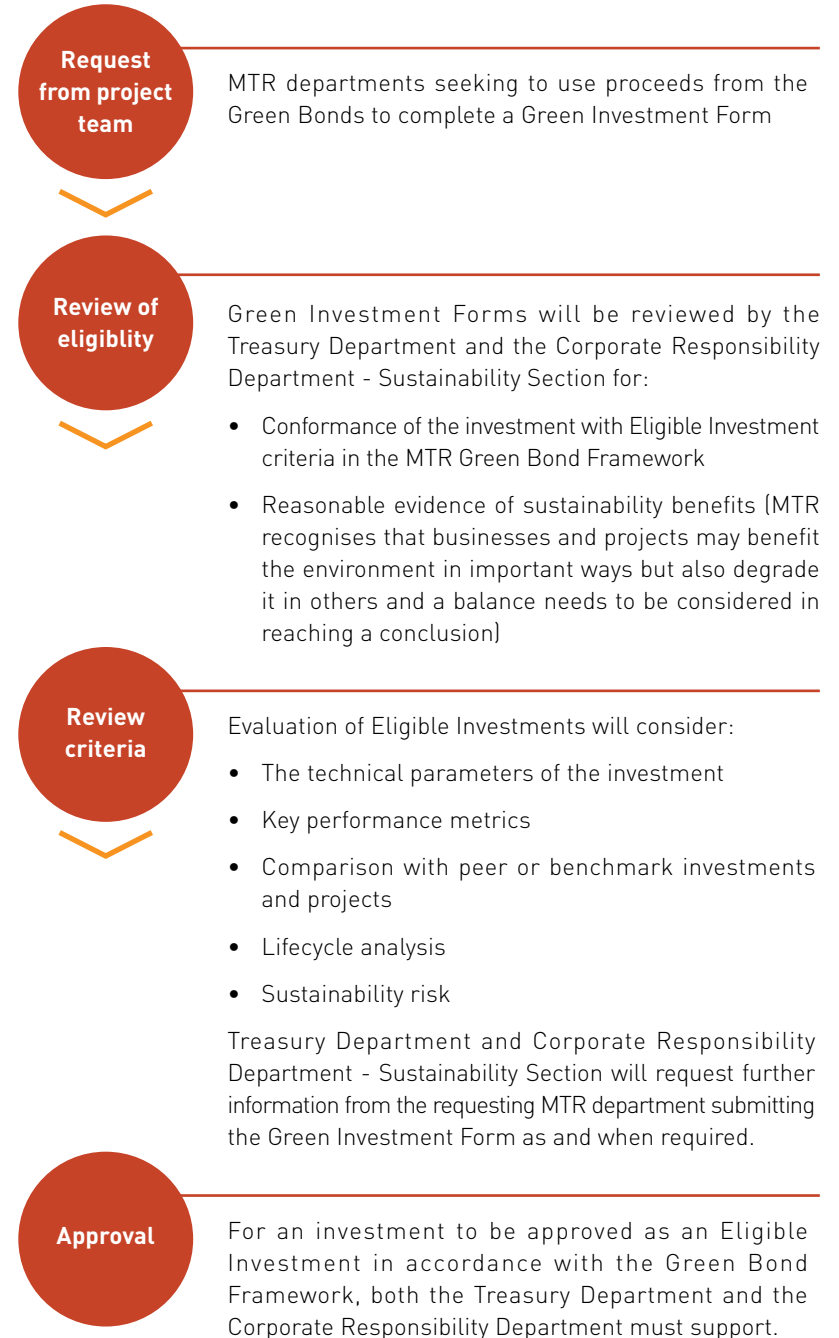 Request
from project
team
MTR departments seeking to use proceeds from the
Green Bonds to complete a Green Investment Form
Review of
eligiblity
Green Investment Forms will be reviewed by the
Treasury Department and the Corporate Responsibility
Department - Sustainability Section for:
• Conformance of the investment with Eligible Investment
criteria in the MTR Green Bond Framework
• Reasonable evidence of sustainability benefits (MTR
recognises that businesses and projects may benefit
the environment in important ways but also degrade
it in others and a balance needs to be considered in
reaching a conclusion)
Review
criteria
Evaluation of Eligible Investments will consider:
• The technical parameters of the investment
• Key performance metrics
• Comparison with peer or benchmark investments
and projects
• Lifecycle analysis
• Sustainability risk
Treasury Department and Corporate Responsibility
Department - Sustainability Section will request further
information from the requesting MTR department submitting
the Green Investment Form as and when required.
Approval
For an investment to be approved as an Eligible
Investment in accordance with the Green Bond
Framework, both the Treasury Department and the
Corporate Responsibility Department must support.